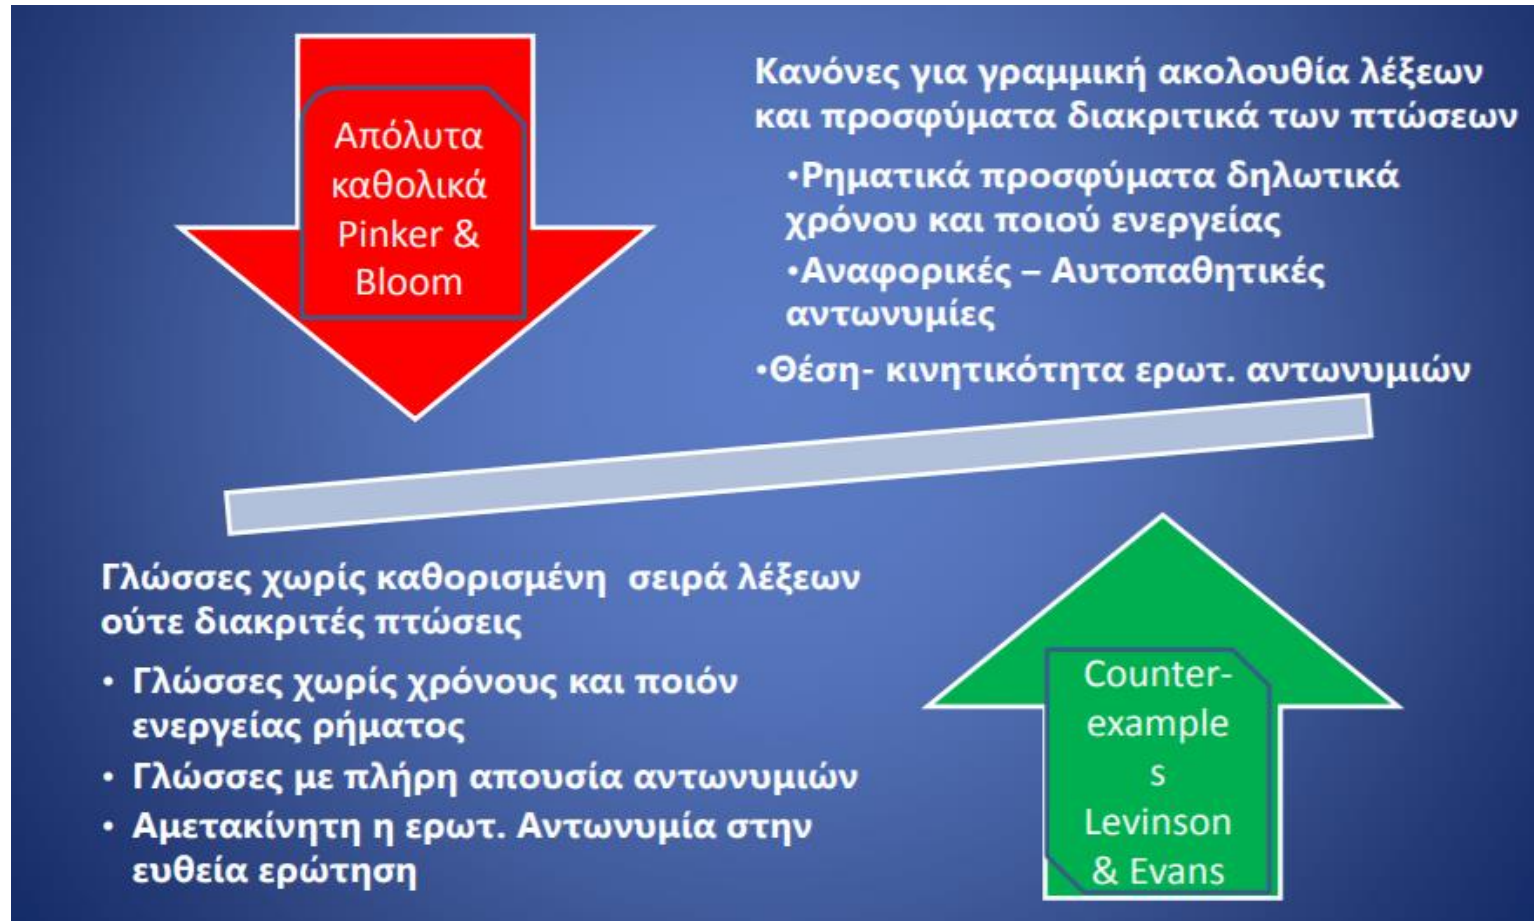 Απόλυτα
καθολικά
Pinker &
Bloom
Κανόνες για γραμμική ακολουθία λέξεων
και προσφύματα διακριτικά των πτώσεων
•Ρηματικά προσφύματα δηλωτικά
χρόνου και ποιού ενεργείας
•Αναφορικές – Αυτοπαθητικές
αντωνυμίες
•Θέση- κινητικότητα ερωτ. αντωνυμιών
Γλώσσες χωρίς καθορισμένη σειρά λέξεων
ούτε διακριτές πτώσεις
• Γλώσσες χωρίς χρόνους και ποιόν
ενεργείας ρήματος
• Γλώσσες με πλήρη απουσία αντωνυμιών
• Αμετακίνητη η ερωτ. Αντωνυμία στην
ευθεία ερώτηση
Counter-
example
s
Levinson
& Evans